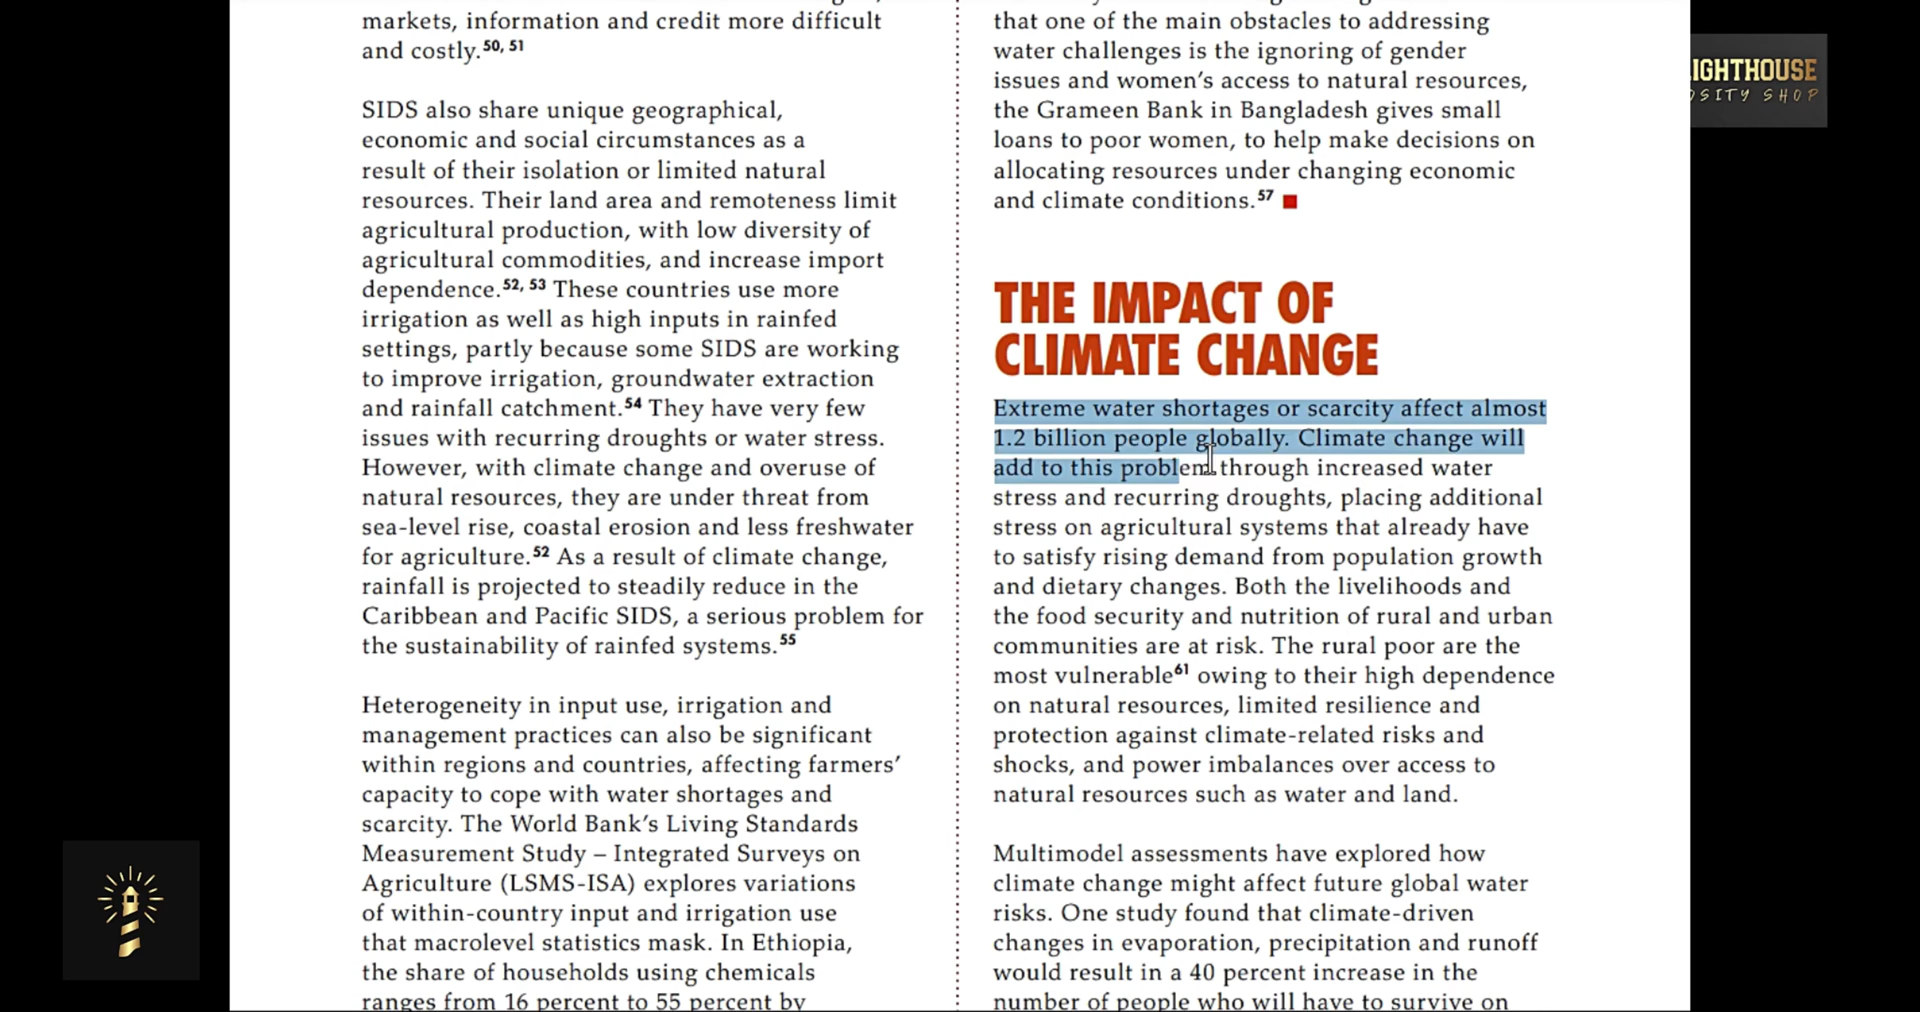 markets, information and credit more difficult
and costly.50, 51
SIDS also share unique geographical,
economic and social circumstances as a
result of their isolation or limited natural
resources. Their land area and remoteness limit
agricultural production, with low diversity of
agricultural commodities, and increase import
dependence.52, 53 These countries use more
irrigation as well as high inputs in rainfed
settings, partly because some SIDS are working
to improve irrigation, groundwater extraction
and rainfall catchment.54 They have very few
issues with recurring droughts or water stress.
However, with climate change and overuse of
natural resources, they are under threat from
sea-level rise, coastal erosion and less freshwater
for agriculture.52 As a result of climate change,
rainfall is projected to steadily reduce in the
Caribbean and Pacific SIDS, a serious problem for
the sustainability of rainfed systems.55
Heterogeneity in input use, irrigation and
management practices can also be significant
within regions and countries, affecting farmers’
capacity to cope with water shortages and
scarcity. The World Bank’s Living Standards
Measurement Study – Integrated Surveys on
Agriculture (LSMS-ISA) explores variations
of within-country input and irrigation use
that macrolevel statistics mask. In Ethiopia,
the share of households using chemicals
ranges from 16 percent to 55 percent by
that one of the main obstacles to addressing
water challenges is the ignoring of gender
issues and women’s access to natural resources,
the Grameen Bank in Bangladesh gives small
loans to poor women, to help make decisions on
allocating resources under changing economic
and climate conditions.57
THE IMPACT OF
CLIMATE CHANGE
Extreme water shortages or scarcity affect almost
1.2 billion people globally. Climate change will
add to this problem through increased water
stress and recurring droughts, placing additional
stress on agricultural systems that already have
to satisfy rising demand from population growth
and dietary changes. Both the livelihoods and
the food security and nutrition of rural and urban
communities are at risk. The rural poor are the
most vulnerable61 owing to their high dependence
on natural resources, limited resilience and
protection against climate-related risks and
shocks, and power imbalances over access to
natural resources such as water and land.
Multimodel assessments have explored how
climate change might affect future global water
risks. One study found that climate-driven
changes in evaporation, precipitation and runoff
would result in a 40 percent increase in the
number of people who will have to survive on
IGHTHOUSE
OSITY SHOP